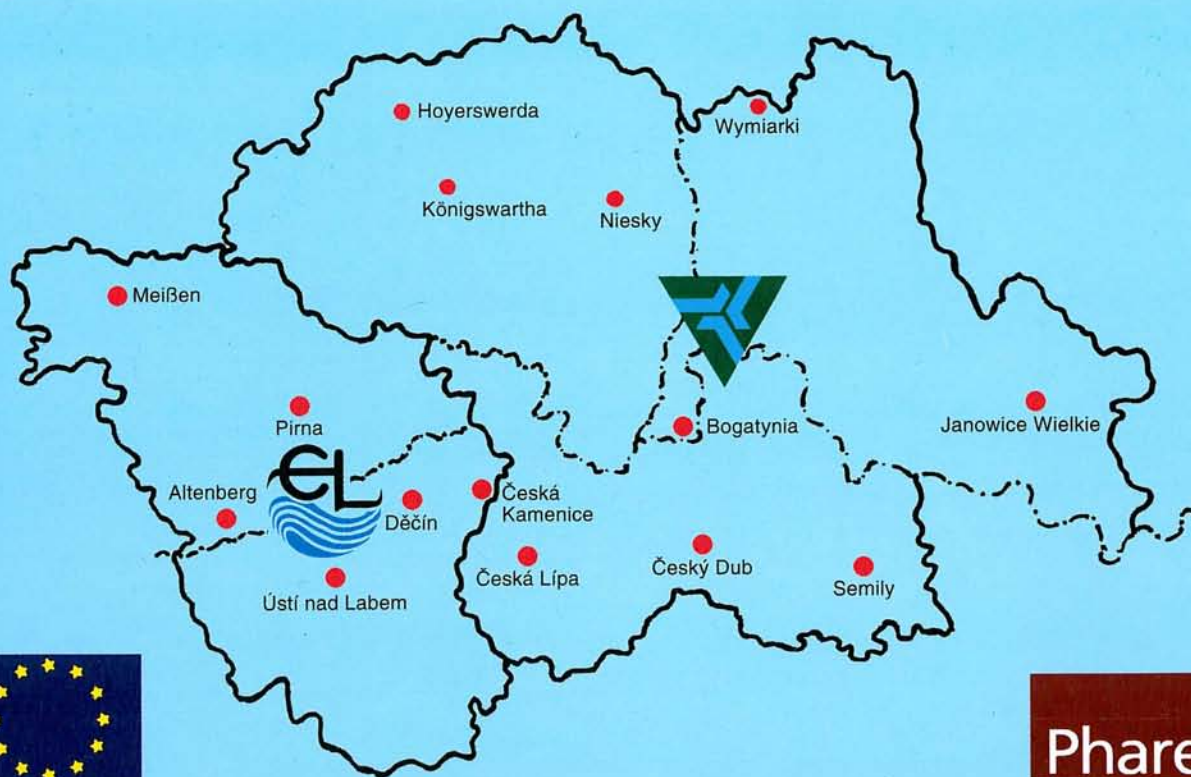 Hoyerswerda
Wymiarki
Königswartha
Niesky
Meißen
Pirna
Bogatynia
Janowice Wielkie
EL
Altenberg
Děčín
Česká
Kamenice
Česká Lípa
Český Dub
Semily
Ústí nad Labem
Phare